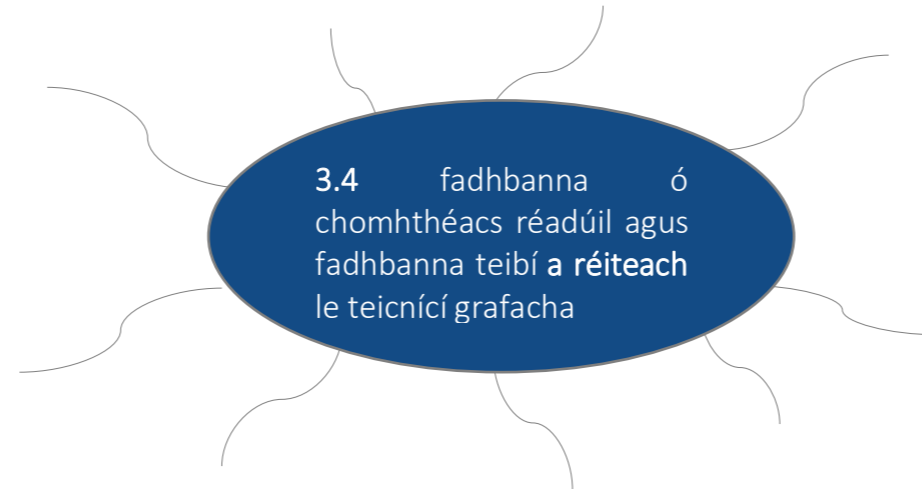 3.4 fadhbanna ó
chomhthéacs réadúil agus
fadhbanna teibí a réiteach
le teicnící grafacha